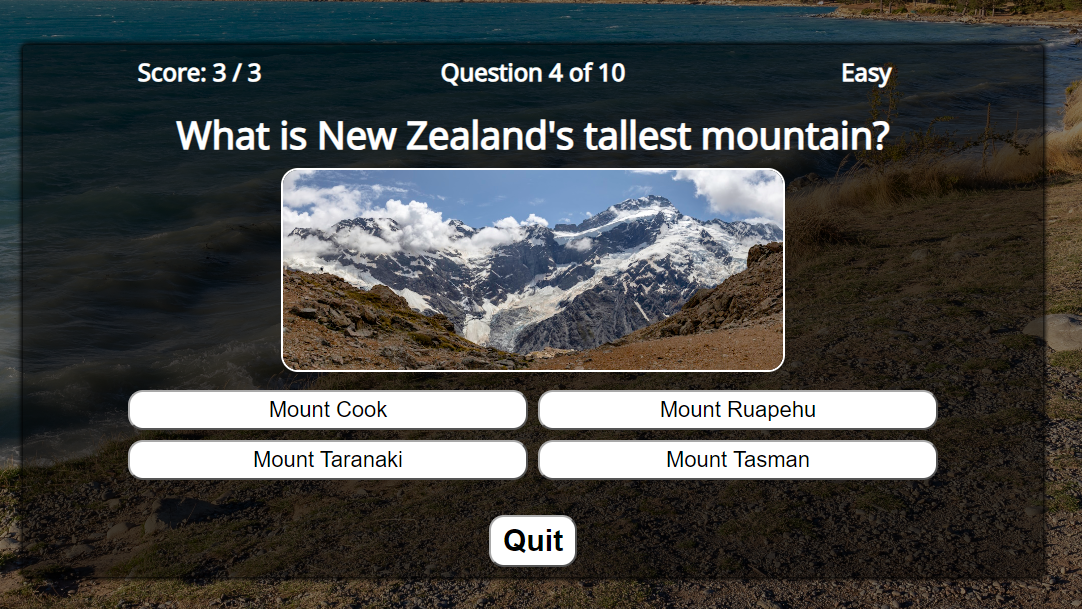 Score: 3 / 3 Question 4 of 10 Easy
What is New Zealand's tallest mountain?
Mount Cook Mount Ruapehu
Mount Taranaki Mount Tasman
Quit